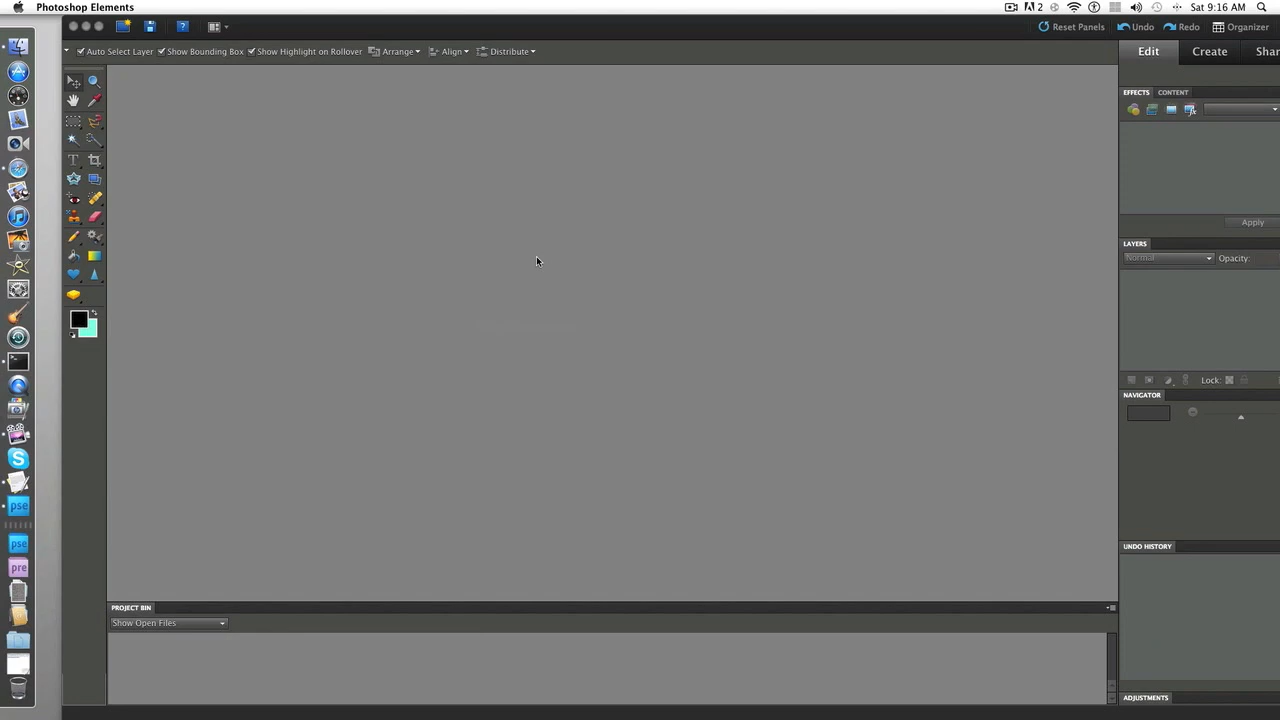 Photoshop Elements
2
Sat 9:16 AM
Reset Panels Undo Redo Organizer
Auto Select Layer Show Bounding Box Show Highlight on Rollover Arrange Align Distribute
Edit Create Shar
EFFECTS CONTENT
Apply
LAYERS
Normal Opacity:
Lock:
NAVIGATOR
UNDO HISTORY
pse
pse
pre
PROJECT BIN
Show Open Files
ADJUSTMENTS